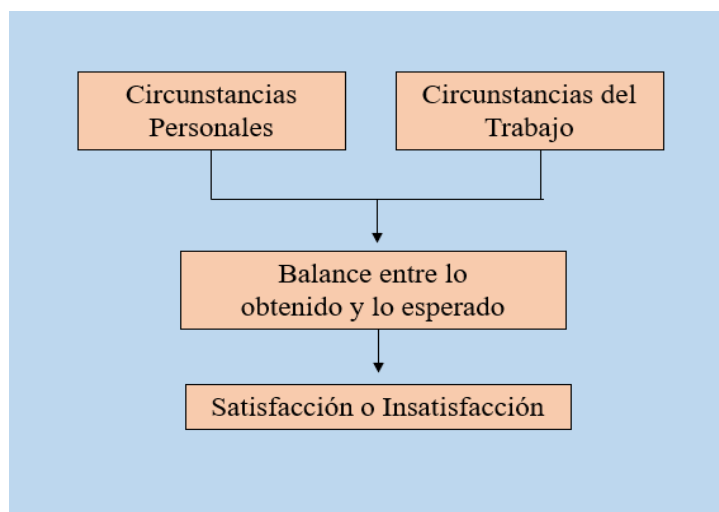 Circunstancias
Personales
Circunstancias del
Trabajo
Balance entre lo
obtenido y lo esperado
Satisfacción o Insatisfacción